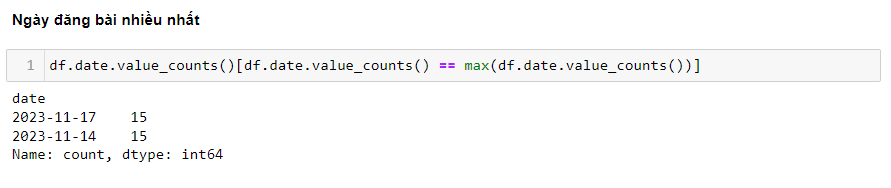 Ngày đăng bài nhiều nhất
1 df.date.value_counts()[df.date.value_counts() == max(df.date.value_counts())]
date
2023-11-17    15
2023-11-14    15
Name: count, dtype: int64